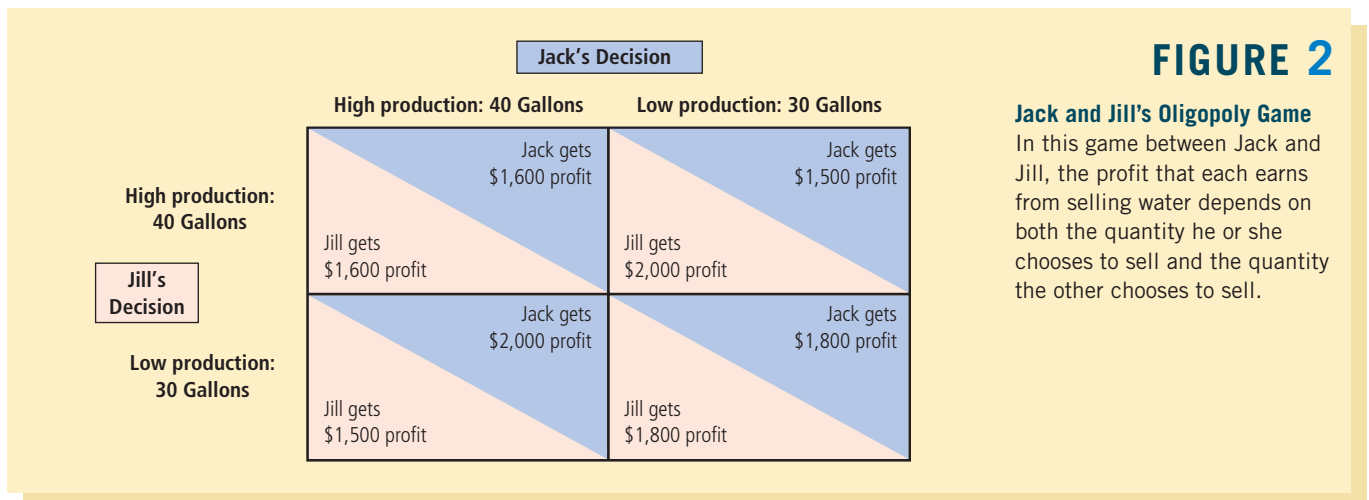 Jack's Decision
High production: 40 Gallons
Low production: 30 Gallons
High production:
40 Gallons
Jill's
Decision
Low production:
30 Gallons
Jack gets
$1,600 profit
Jill gets
$1,600 profit
Jack gets
$1,500 profit
Jill gets
$2,000 profit
Jack gets
$2,000 profit
Jill gets
$1,500 profit
Jack gets
$1,800 profit
Jill gets
$1,800 profit
FIGURE 2
Jack and Jill's Oligopoly Game
In this game between Jack and
Jill, the profit that each earns
from selling water depends on
both the quantity he or she
chooses to sell and the quantity
the other chooses to sell.